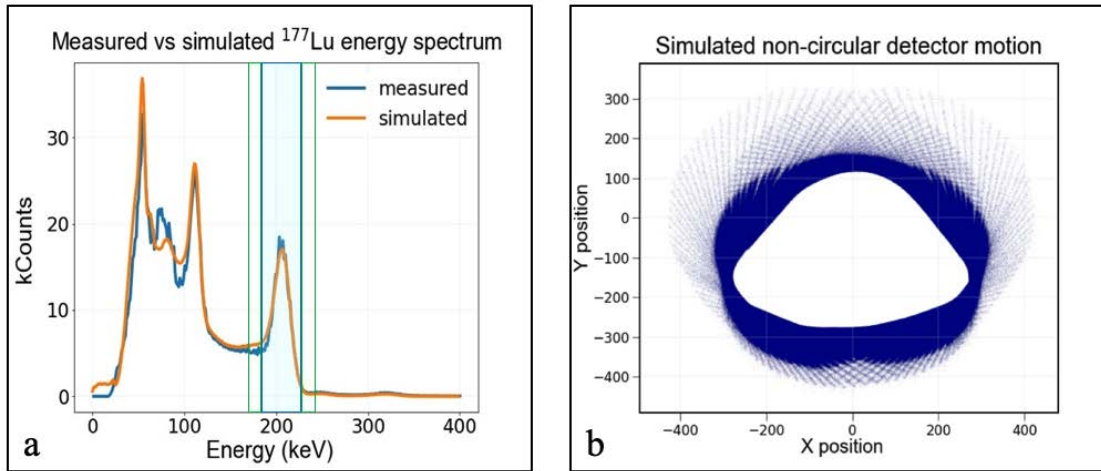 Measured vs simulated ¹⁷⁷Lu energy spectrum
measured
simulated
kCounts
30
20
10
0
0 100 200 300 400
Energy (keV)
a
Simulated non-circular detector motion
Y position
300
200
100
0
−100
−200
−300
−400
−400 −200 0 200 400
X position
b